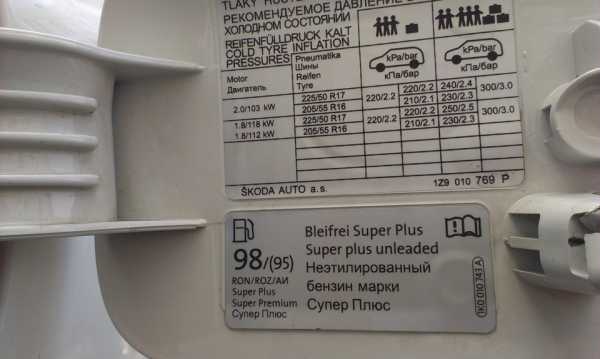 TLAKY HUSTĚ
РЕКОМЕНДУЕМОЕ ДАВЛЕНИЕ В
ХОЛОДНОМ СОСТОЯНИИ
REIFENFÜLLDRUCK KALT
COLD TYRE INFLATION
PRESSURES
kPa/bar kPa/bar
кПа/бар кПа/бар
Motor
Двигатель
Pneumatika
Шины
Reifen
Tyre
2.0/103 kW 225/50 R17 220/2.2 220/2.2 240/2.4 300/3.0
205/55 R16 210/2.1 230/2.3
1.8/118 kW 225/50 R17 220/2.2 220/2.2 250/2.5 300/3.0
1.8/112 kW 205/55 R16 210/2.1 230/2.3
ŠKODA AUTO a.s. 1Z9 010 769 P
98/(95)
RON/ROZ/АИ
Super Plus
Super Premium
Супер Плюс
Bleifrei Super Plus
Super plus unleaded
Неэтилированный
бензин марки
Супер Плюс
1K0 010 743 A